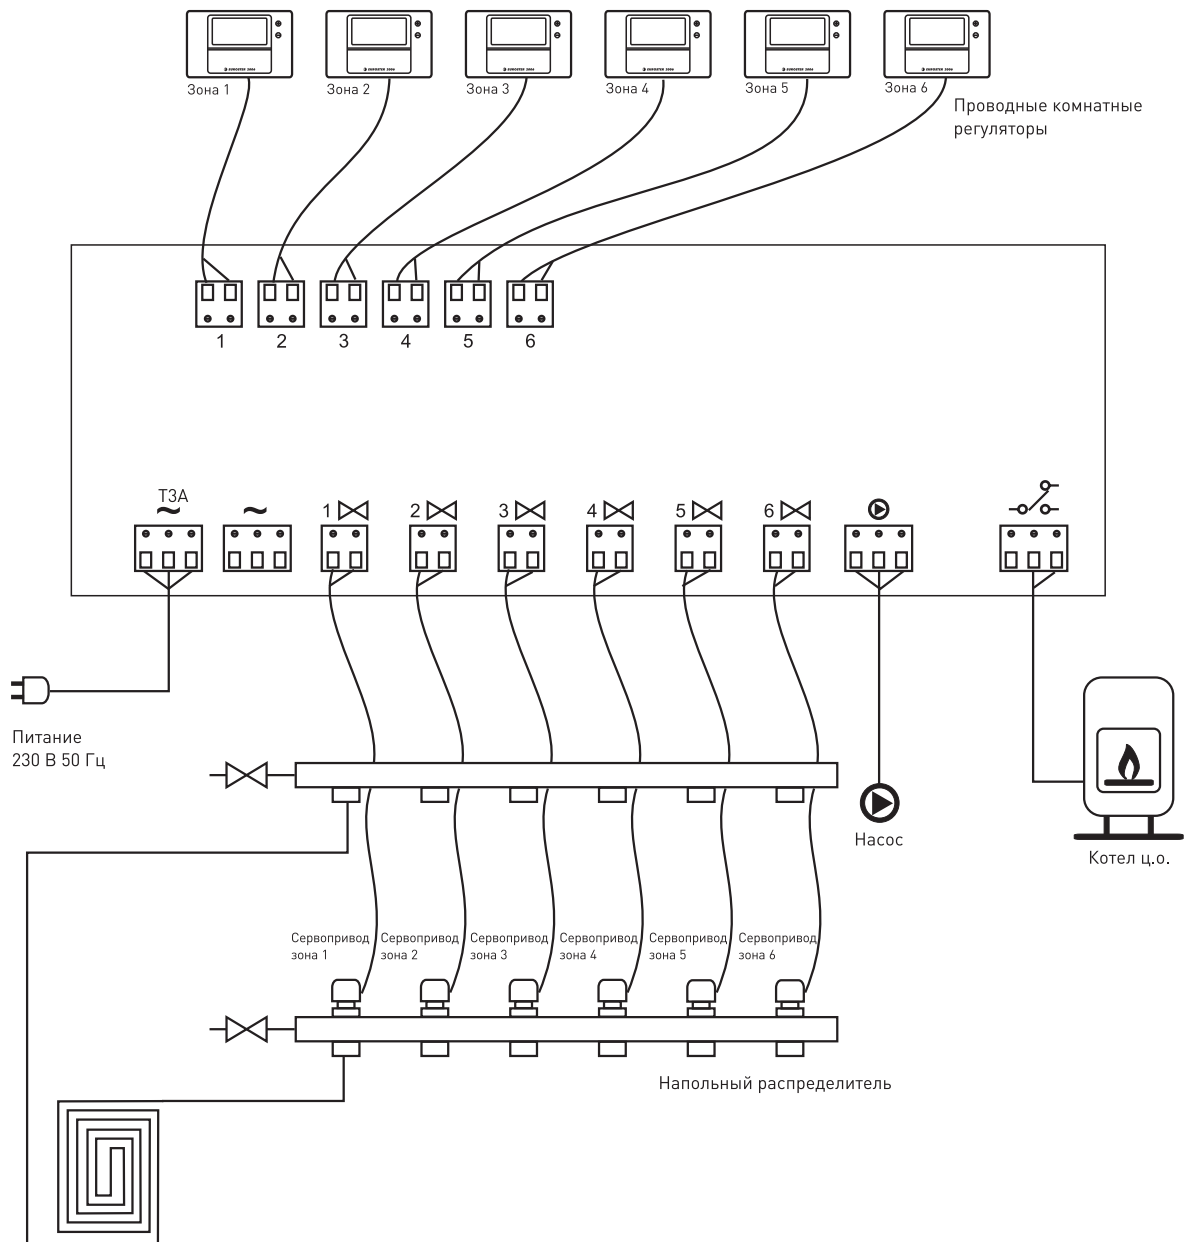 Зона 1
Зона 2
Зона 3
Зона 4
Зона 5
Зона 6
Проводные комнатные
регуляторы
1
2
3
4
5
6
T3A
1
2
3
4
5
6
Питание
230 В 50 Гц
Насос
Котел ц.о.
Сервопривод
зона 1
Сервопривод
зона 2
Сервопривод
зона 3
Сервопривод
зона 4
Сервопривод
зона 5
Сервопривод
зона 6
Напольный распределитель